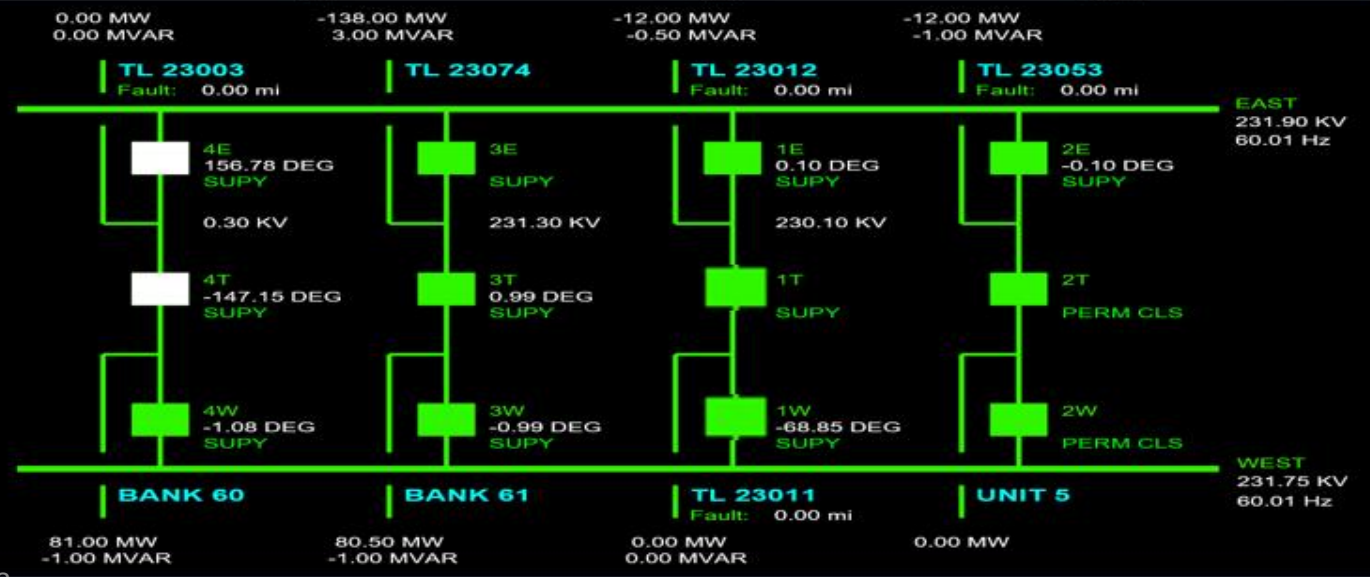 0.00 MW
0.00 MVAR
-138.00 MW
3.00 MVAR
-12.00 MW
-0.50 MVAR
-12.00 MW
-1.00 MVAR
TL 23003
Fault: 0.00 mi
TL 23074
TL 23012
Fault: 0.00 mi
TL 23053
Fault: 0.00 mi
EAST
231.90 KV
60.01 Hz
4E
156.78 DEG
SUPY
3E
SUPY
1E
0.10 DEG
SUPY
2E
-0.10 DEG
SUPY
0.30 KV
231.30 KV
230.10 KV
4T
-147.15 DEG
SUPY
3T
0.99 DEG
SUPY
1T
SUPY
2T
PERM CLS
4W
-1.08 DEG
SUPY
3W
-0.99 DEG
SUPY
1W
-68.85 DEG
SUPY
2W
PERM CLS
WEST
231.75 KV
60.01 Hz
BANK 60
BANK 61
TL 23011
Fault: 0.00 mi
UNIT 5
81.00 MW
-1.00 MVAR
80.50 MW
-1.00 MVAR
0.00 MW
0.00 MVAR
0.00 MW